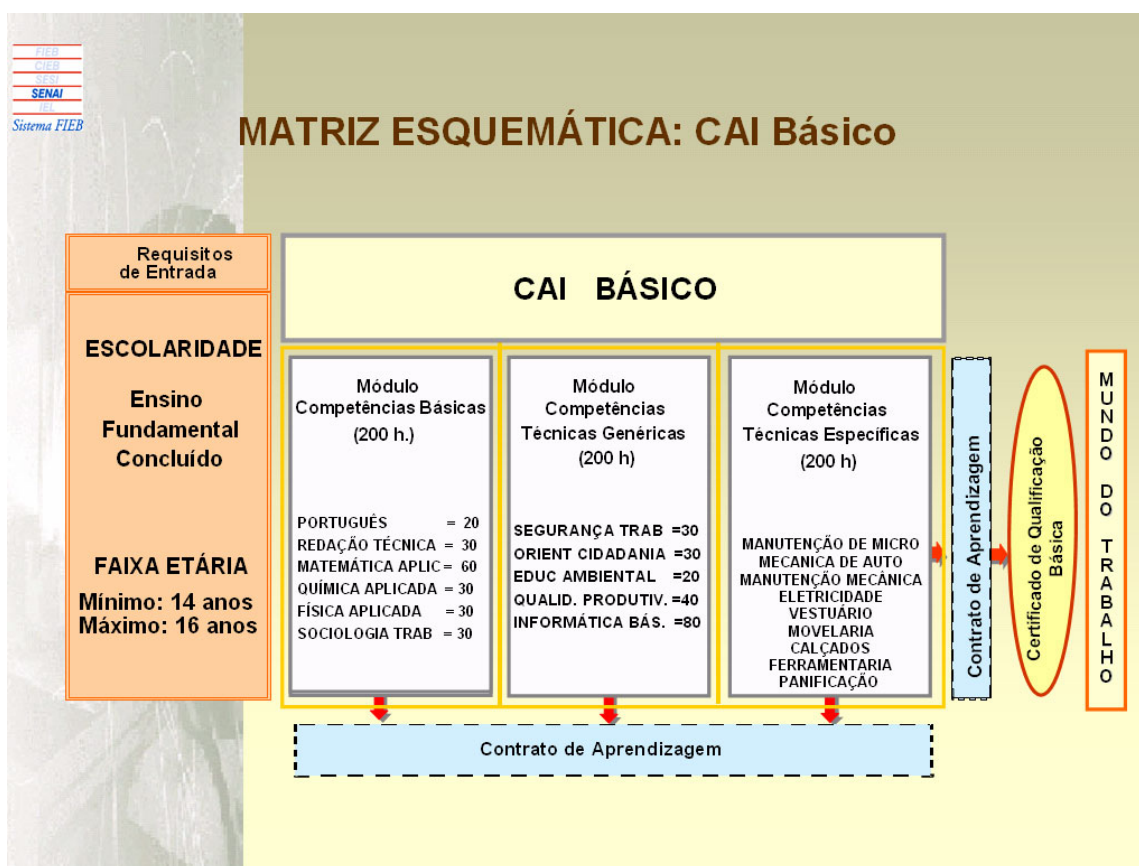 FIEB
CIEB
SESI
SENAI
IEL
Sistema FIEB
MATRIZ ESQUEMÁTICA: CAI Básico
Requisitos
de Entrada
ESCOLARIDADE
Ensino
Fundamental
Concluído
FAIXA ETÁRIA
Mínimo: 14 anos
Máximo: 16 anos
CAI BÁSICO
Módulo
Competências Básicas
(200 h.)
PORTUGUÊS = 20
REDAÇÃO TÉCNICA = 30
MATEMÁTICA APLIC = 60
QUÍMICA APLICADA = 30
FÍSICA APLICADA = 30
SOCIOLOGIA TRAB = 30
Módulo
Competências
Técnicas Genéricas
(200 h)
SEGURANÇA TRAB =30
ORIENT CIDADANIA =30
EDUC AMBIENTAL =20
QUALID. PRODUTIV. =40
INFORMÁTICA BÁS. =80
Módulo
Competências
Técnicas Específicas
(200 h)
MANUTENÇÃO DE MICRO
MECANICA DE AUTO
MANUTENÇÃO MECÂNICA
ELETRICIDADE
VESTUÁRIO
MOVELARIA
CALÇADOS
FERRAMENTARIA
PANIFICAÇÃO
Contrato de Aprendizagem
Certificado de Qualificação
Básica
MUNDO DO TRABALHO
Contrato de Aprendizagem